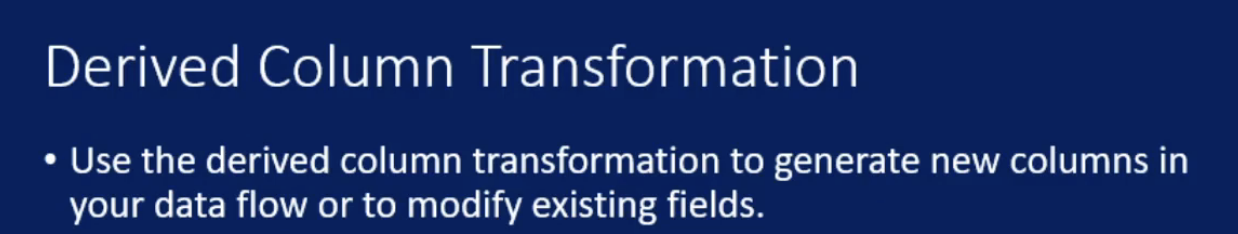 Derived Column Transformation
• Use the derived column transformation to generate new columns in
your data flow or to modify existing fields.